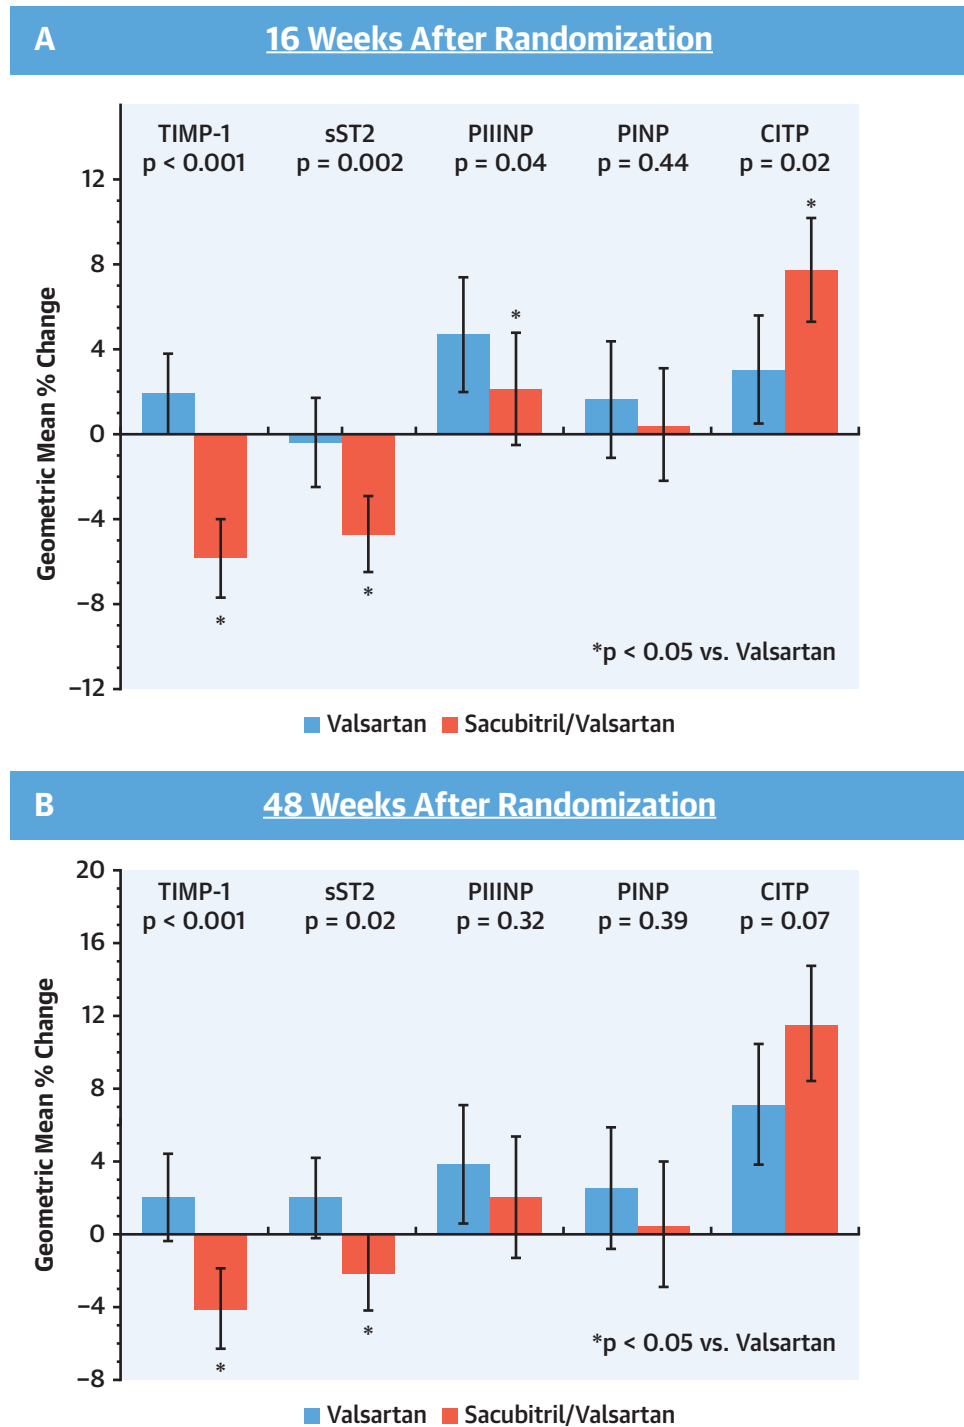 A 16 Weeks After Randomization
TIMP-1 sST2 PIIINP PINP CITP
p < 0.001 p = 0.002 p = 0.04 p = 0.44 p = 0.02
12
8
4
0
−4
−8
−12
Geometric Mean % Change
*
*
*
*
*p < 0.05 vs. Valsartan
Valsartan Sacubitril/Valsartan
B 48 Weeks After Randomization
TIMP-1 sST2 PIIINP PINP CITP
p < 0.001 p = 0.02 p = 0.32 p = 0.39 p = 0.07
20
16
12
8
4
0
−4
−8
Geometric Mean % Change
*
*
*p < 0.05 vs. Valsartan
Valsartan Sacubitril/Valsartan